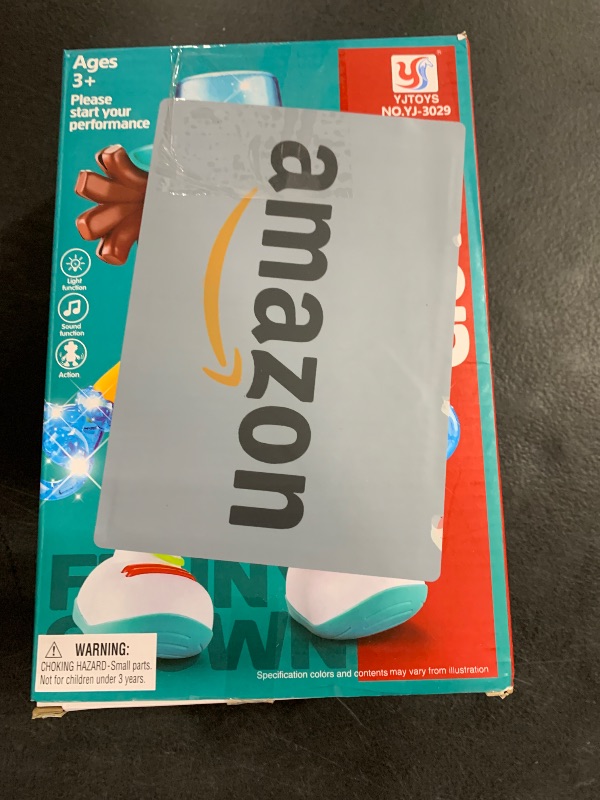 Ages
3+
Please
start your
performance
YJTOYS
NO.YJ-3029
amazon
Light
function
Sound
function
Action
WARNING:
CHOKING HAZARD-Small parts.
Not for children under 3 years.
Specification colors and contents may vary from illustration